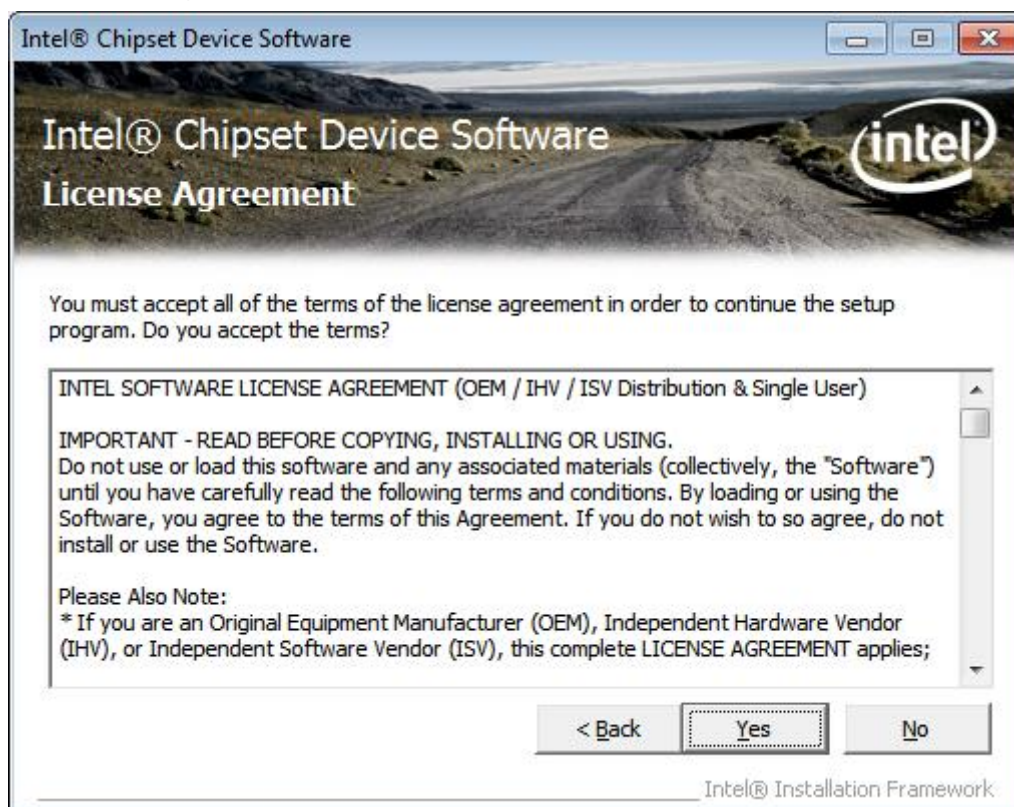 Intel® Chipset Device Software
Intel® Chipset Device Software
intel
License Agreement
You must accept all of the terms of the license agreement in order to continue the setup
program. Do you accept the terms?
INTEL SOFTWARE LICENSE AGREEMENT (OEM / IHV / ISV Distribution & Single User)
IMPORTANT - READ BEFORE COPYING, INSTALLING OR USING.
Do not use or load this software and any associated materials (collectively, the "Software")
until you have carefully read the following terms and conditions. By loading or using the
Software, you agree to the terms of this Agreement. If you do not wish to so agree, do not
install or use the Software.
Please Also Note:
* If you are an Original Equipment Manufacturer (OEM), Independent Hardware Vendor
(IHV), or Independent Software Vendor (ISV), this complete LICENSE AGREEMENT applies;
< Back
Yes
No
Intel® Installation Framework